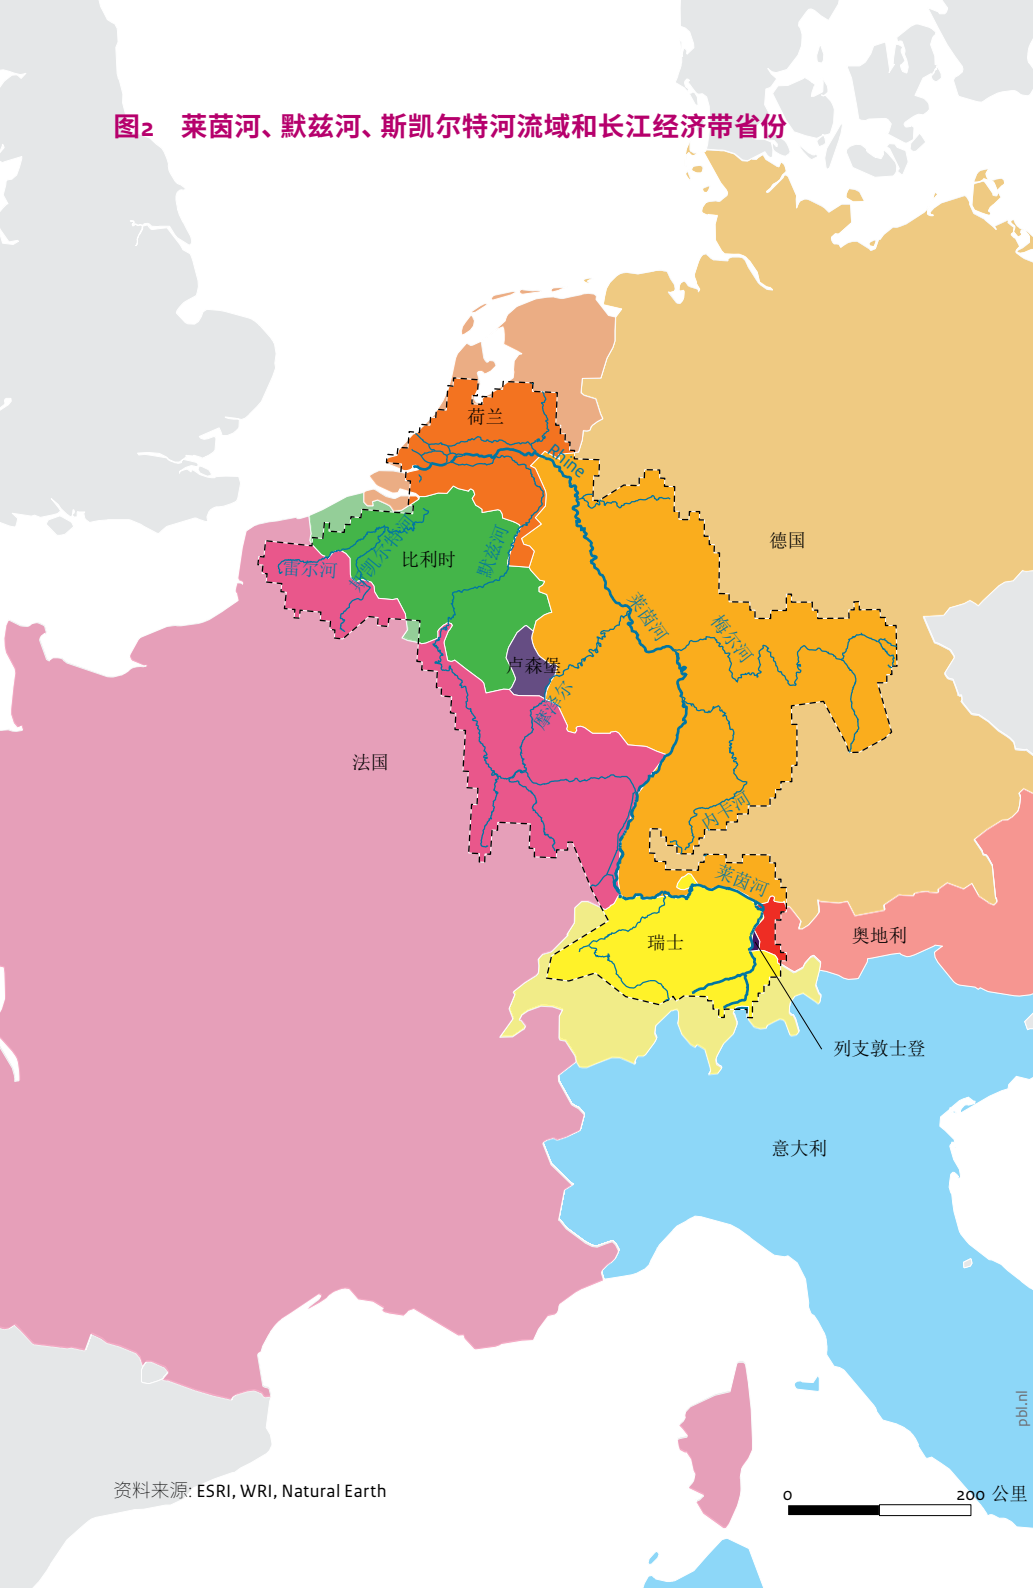 图2 莱茵河、默兹河、斯凯尔特河流域和长江经济带省份
荷兰
Rhine
德国
斯凯尔特河
比利时
默兹河
雷尔河
莱茵河
梅尔河
卢森堡
摩泽尔
法国
内卡河
莱茵河
瑞士
奥地利
列支敦士登
意大利
pbl.nl
资料来源: ESRI, WRI, Natural Earth
0 200 公里